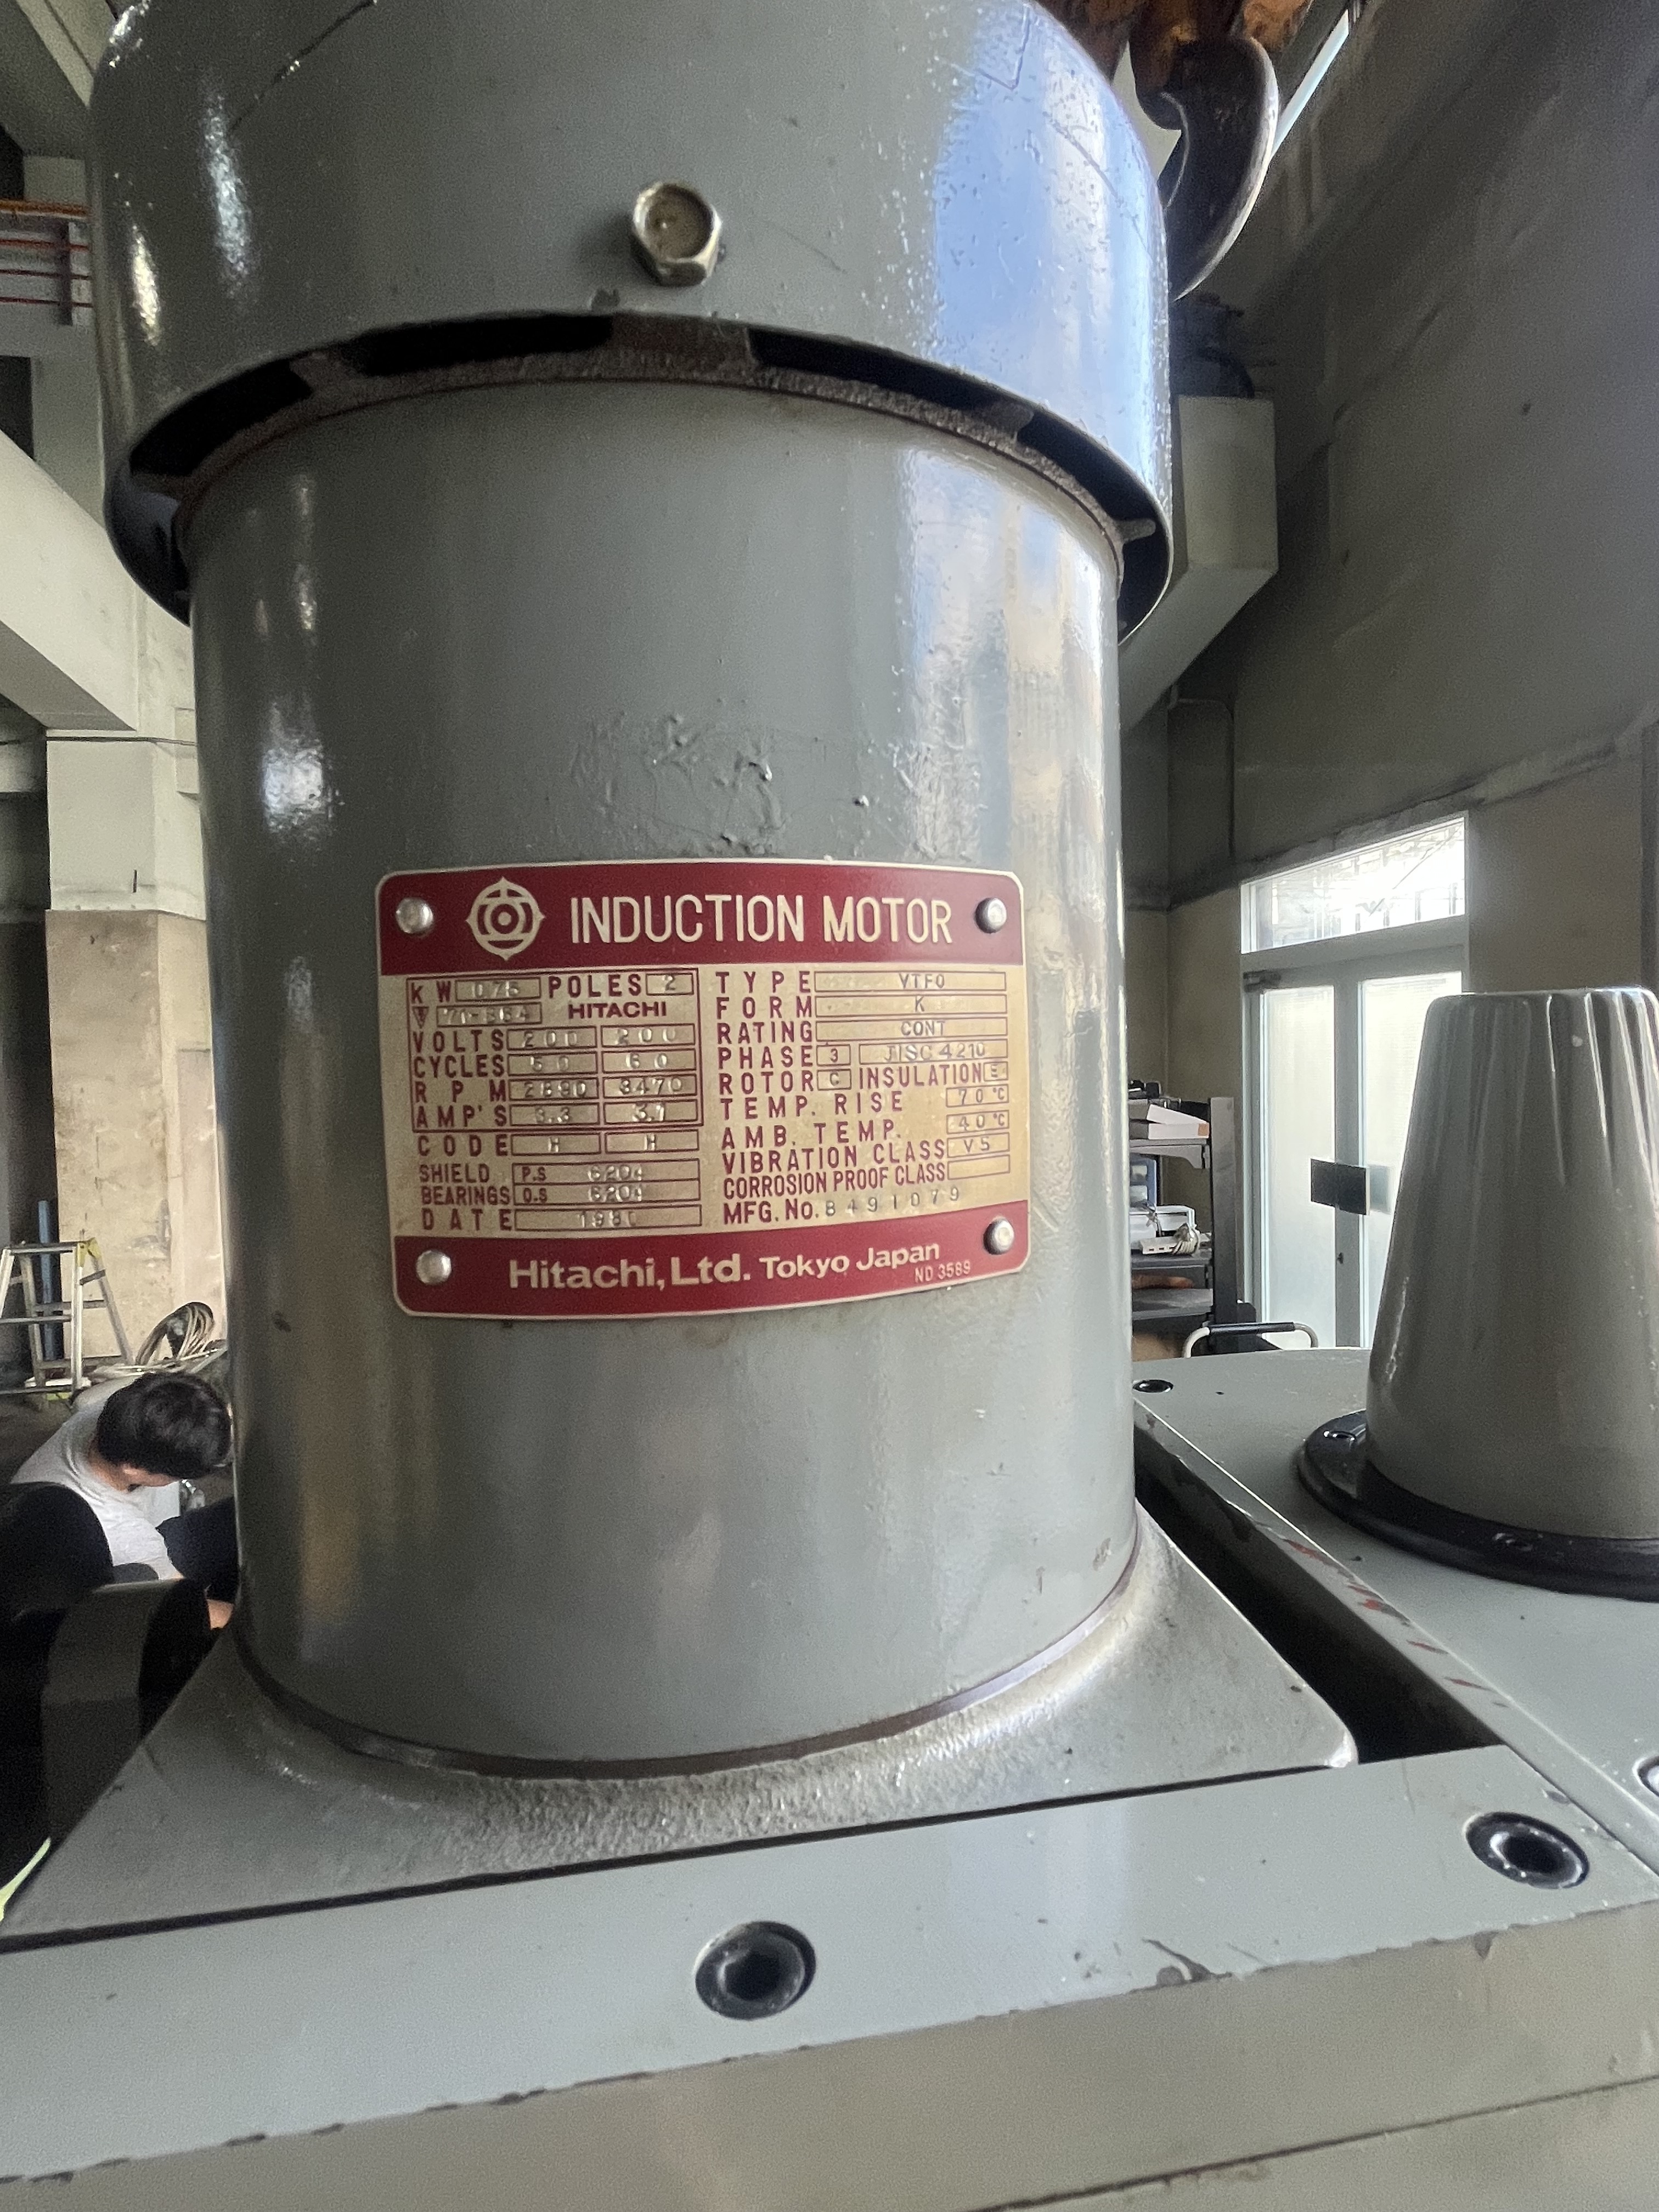 INDUCTION MOTOR
KW 0.75 POLES 2
HITACHI
VOLTS 200 200
CYCLES 50 60
RPM 2890 3470
AMP'S 3.3 3.1
CODE H H
SHIELD BEARINGS P.S 6204
O.S 6204
DATE 1980
TYPE VTFO
FORM K
RATING CONT
PHASE 3 JISC 4210
ROTOR C INSULATION E
TEMP. RISE 70°C
AMB. TEMP. 40°C
VIBRATION CLASS V5
CORROSION PROOF CLASS
MFG. No. 8491079
Hitachi, Ltd. Tokyo Japan
ND 3589